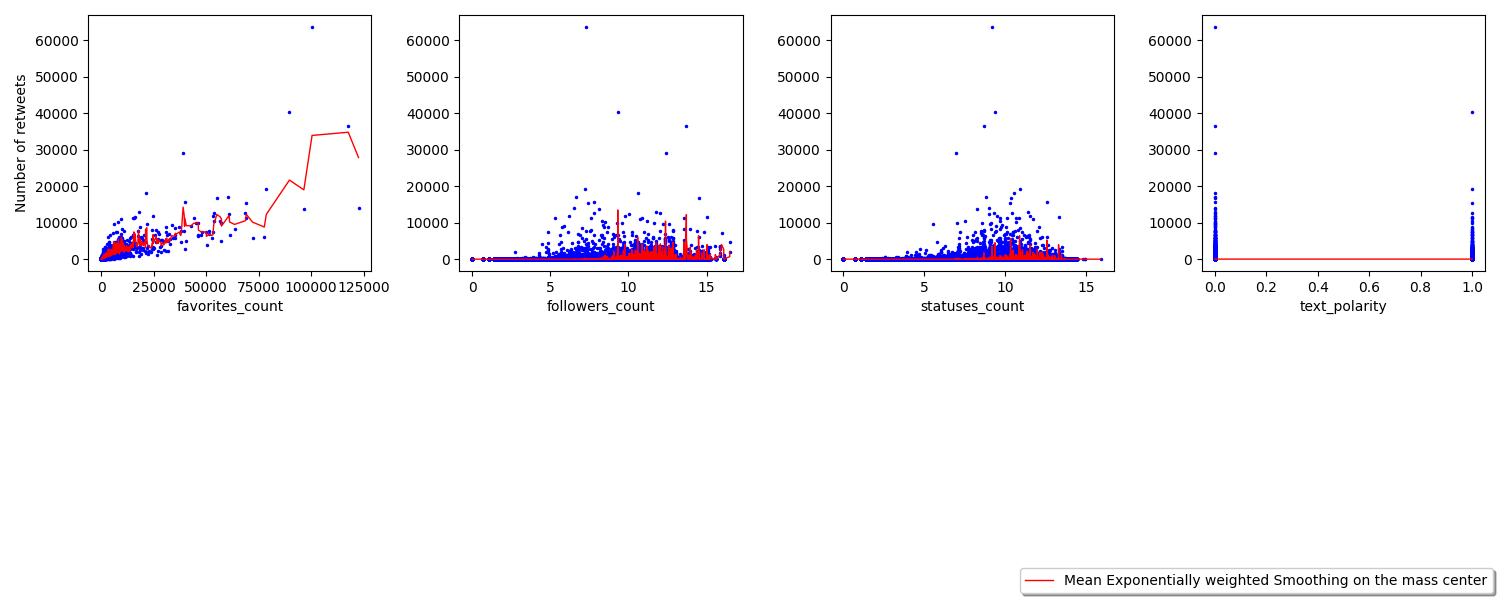 Number of retweets
60000
50000
40000
30000
20000
10000
0
0 25000 50000 75000 100000 125000
favorites_count
60000
50000
40000
30000
20000
10000
0
0 5 10 15
followers_count
60000
50000
40000
30000
20000
10000
0
0 5 10 15
statuses_count
60000
50000
40000
30000
20000
10000
0
0.0 0.2 0.4 0.6 0.8 1.0
text_polarity
Mean Exponentially weighted Smoothing on the mass center